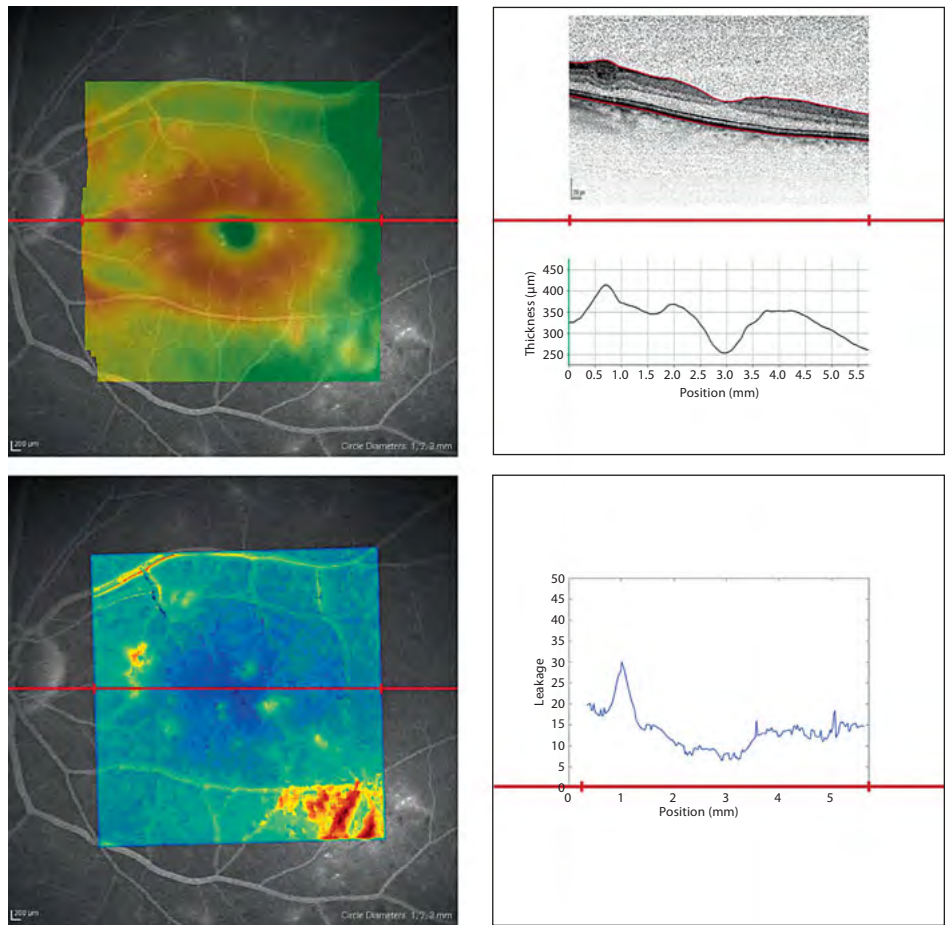 200 µm
Circle Diameters: 1, 2, 3 mm
Thickness (µm)
450
400
350
300
250
0 0.5 1.0 1.5 2.0 2.5 3.0 3.5 4.0 4.5 5.0 5.5
Position (mm)
200 µm
Circle Diameters: 1, 2, 3 mm
Leakage
50
45
40
35
30
25
20
15
10
5
0
0 1 2 3 4 5
Position (mm)